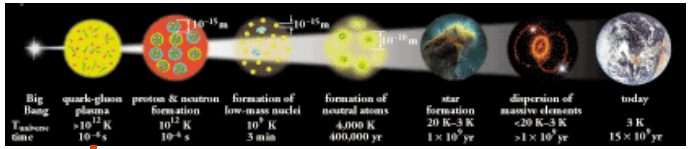 10⁻¹⁵ m
10⁻¹⁵ m
10⁻¹⁰ m
Big Bang
quark-gluon plasma
proton & neutron formation
formation of low-mass nuclei
formation of neutral atoms
star formation
dispersion of massive elements
today
Tuniverse >10¹² K 10¹² K 10⁹ K 4,000 K 20 K-3 K <20 K-3 K 3 K
time 10⁻⁶ s 10⁻⁶ s 3 min 400,000 yr 1 x 10⁹ yr >1 x 10⁹ yr 15 x 10⁹ yr